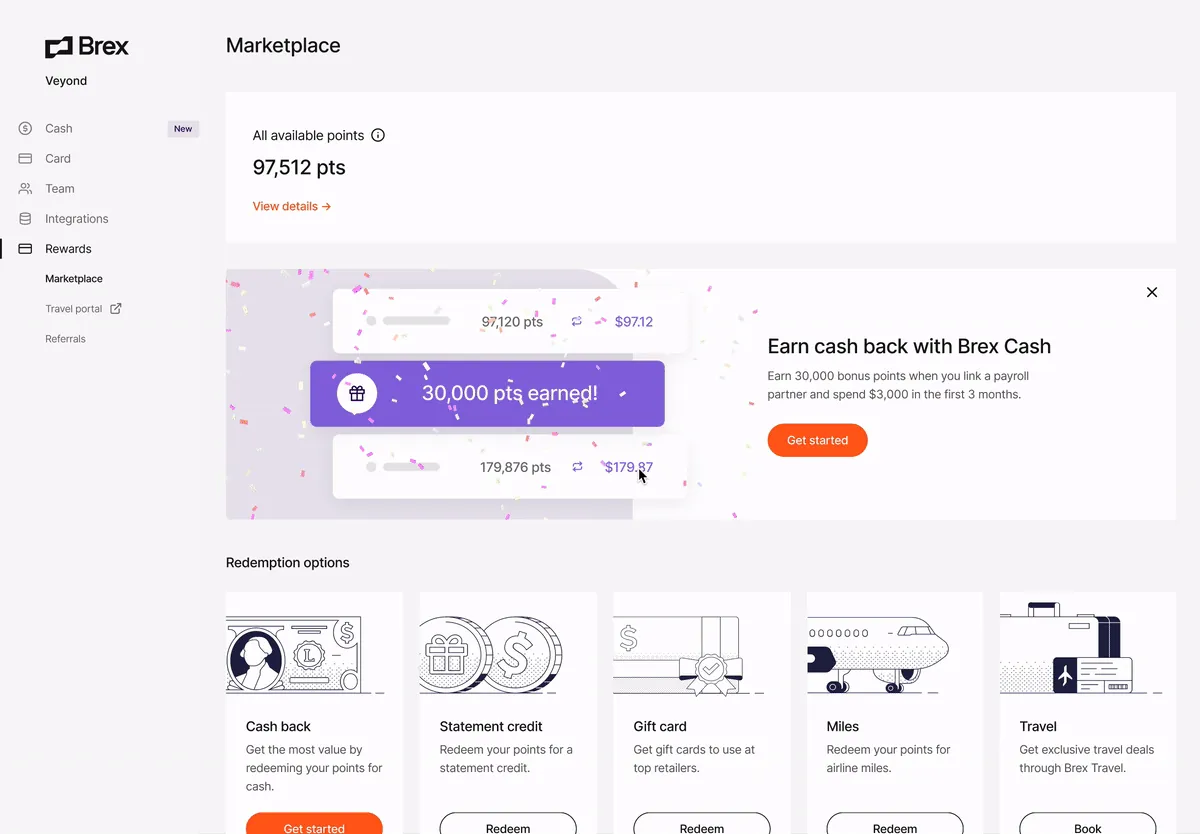 Brex
Veyond
Cash
New
Card
Team
Integrations
Rewards
Marketplace
Travel portal
Referrals
Marketplace
All available points
97,512 pts
View details →
97,120 pts
$97.12
30,000 pts earned!
179,876 pts
$179.87
Earn cash back with Brex Cash
Earn 30,000 bonus points when you link a payroll
partner and spend $3,000 in the first 3 months.
Get started
Redemption options
Cash back
Get the most value by
redeeming your points for
cash.
Get started
Statement credit
Redeem your points for a
statement credit.
Redeem
Gift card
Get gift cards to use at
top retailers.
Redeem
Miles
Redeem your points for
airline miles.
Redeem
Travel
Get exclusive travel deals
through Brex Travel.
Book